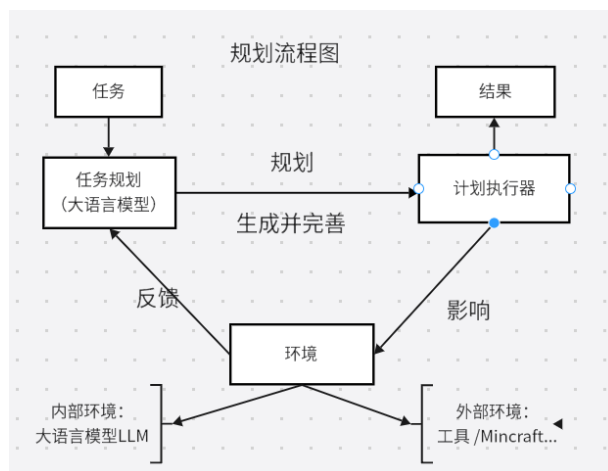 规划流程图
任务
结果
任务规划
（大语言模型）
规划
计划执行器
生成并完善
反馈
影响
环境
内部环境：
大语言模型LLM
外部环境：
工具 /Mincraft...